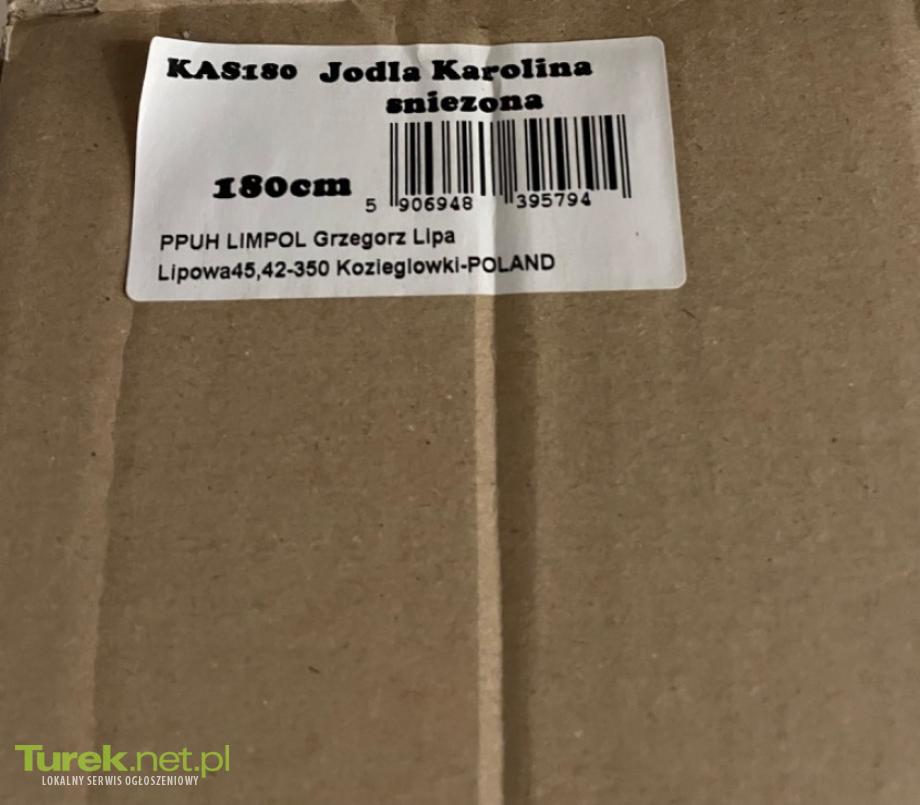 KAS180 Jodla Karolina
sniezona
180cm
5 906948 395794
PPUH LIMPOL Grzegorz Lipa
Lipowa45,42-350 Kozieglowki-POLAND
Turek.net.pl
LOKALNY SERWIS OGŁOSZENIOWY